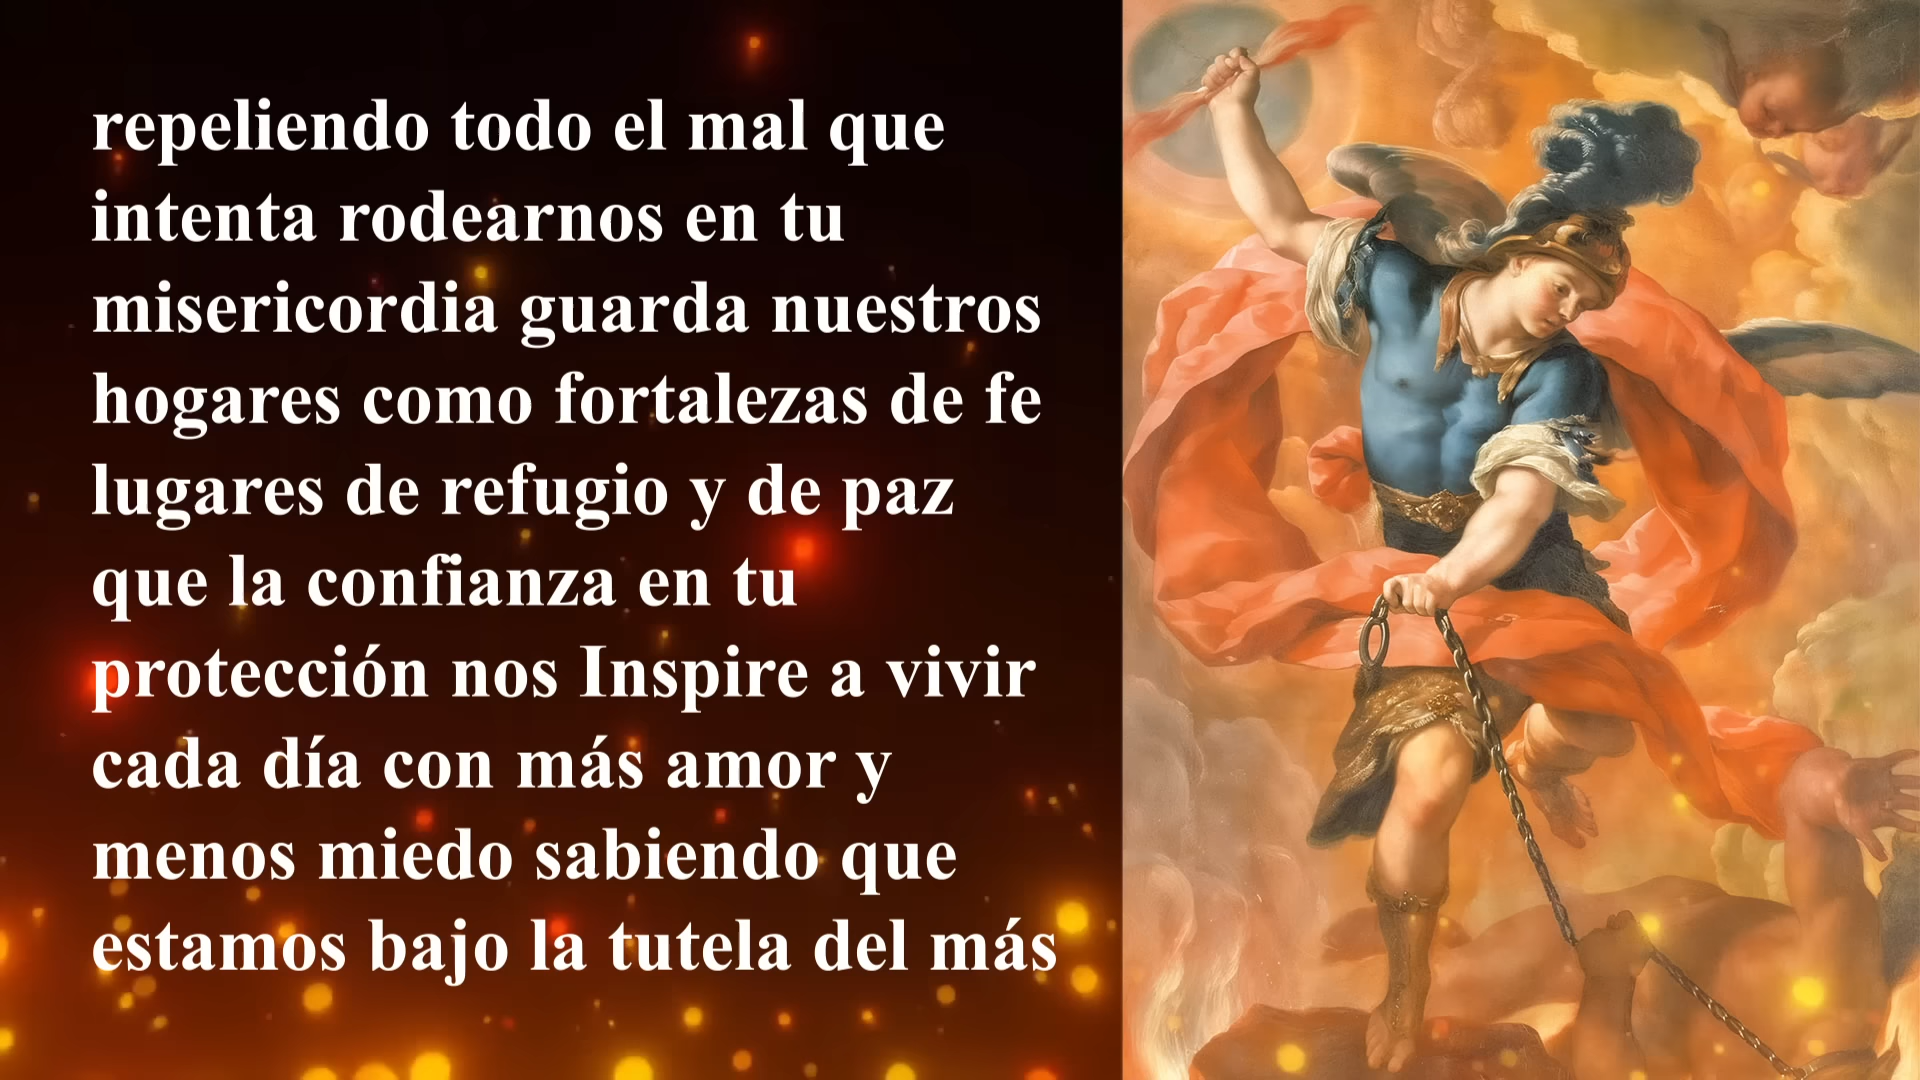 repeliendo todo el mal que
intenta rodearnos en tu
misericordia guarda nuestros
hogares como fortalezas de fe
lugares de refugio y de paz
que la confianza en tu
protección nos Inspire a vivir
cada día con más amor y
menos miedo sabiendo que
estamos bajo la tutela del más